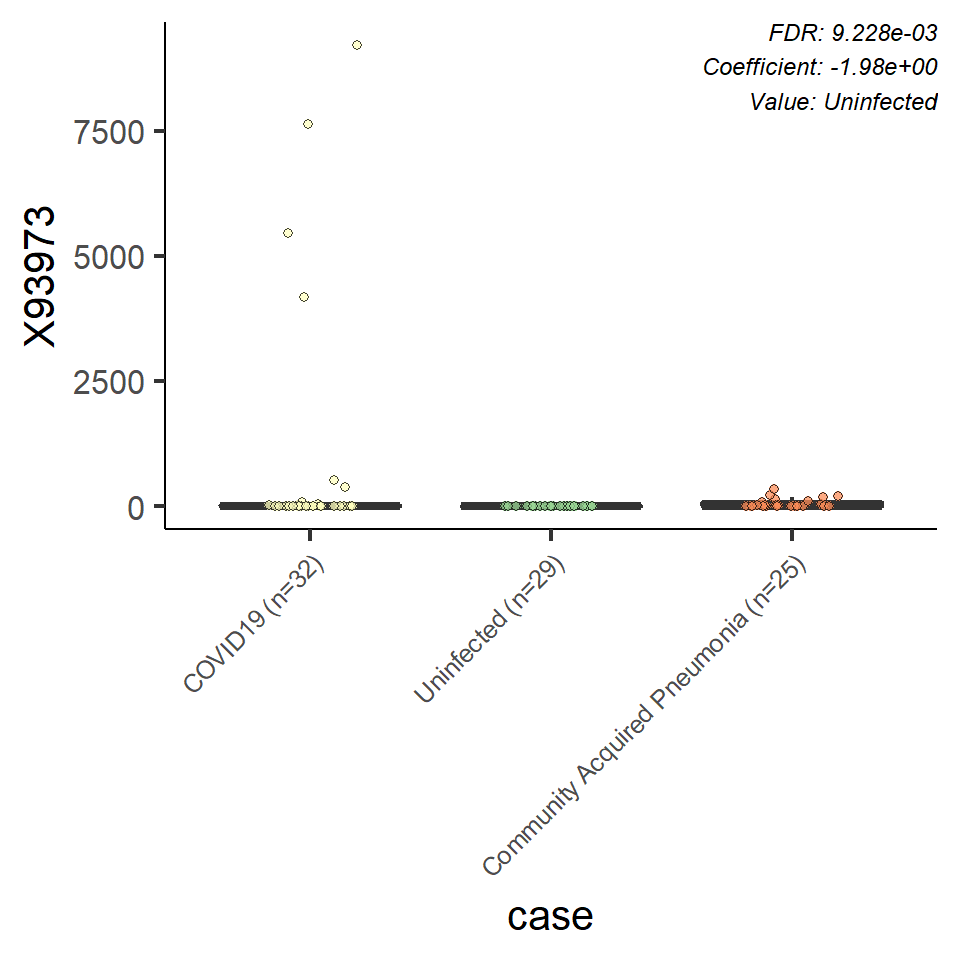 FDR: 9.228e-03
Coefficient: -1.98e+00
Value: Uninfected
X93973
7500
5000
2500
0
COVID19 (n=32)
Uninfected (n=29)
Community Acquired Pneumonia (n=25)
case